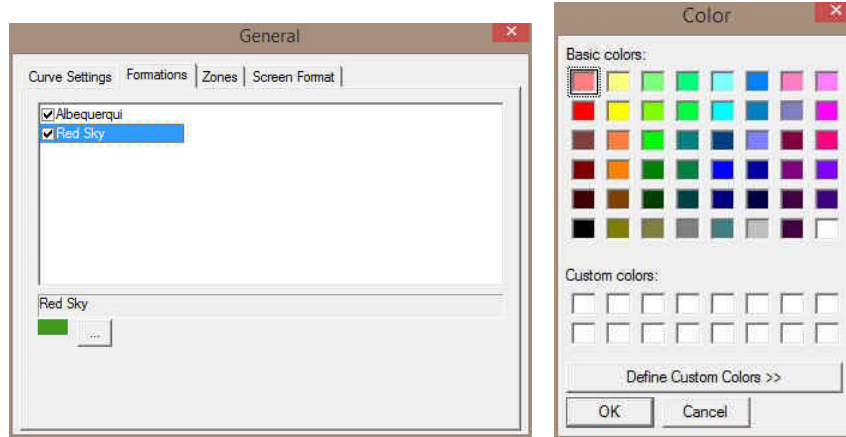 General
Curve Settings Formations Zones Screen Format
Albequerqui
Red Sky
Red Sky
...
Color
Basic colors:
Custom colors:
Define Custom Colors >>
OK Cancel